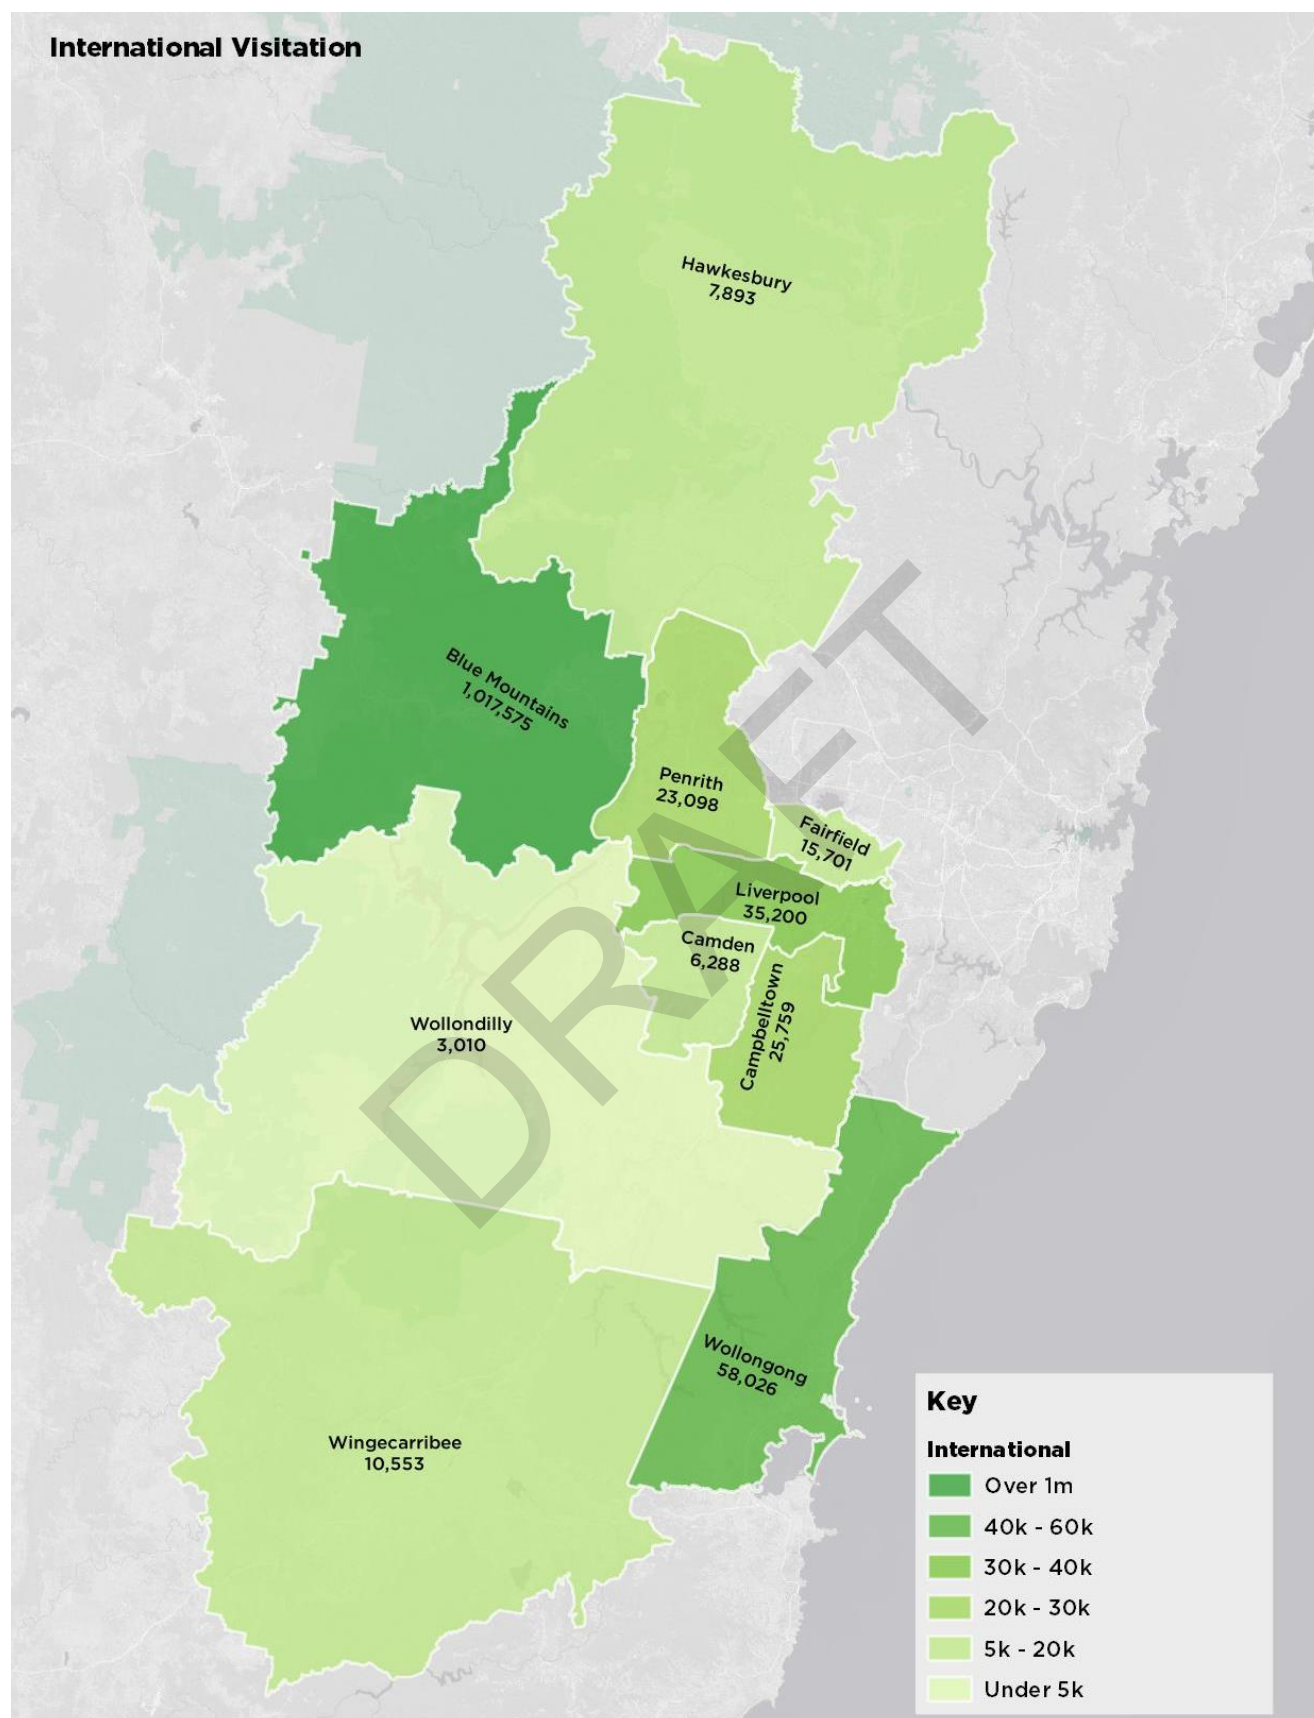 International Visitation
Hawkesbury
7,893
Blue Mountains
1,017,575
Penrith
23,098
Fairfield
15,701
Liverpool
35,200
Camden
6,288
Campbelltown
25,759
Wollondilly
3,010
DRAFT
Wollongong
58,026
Wingecarribee
10,553
Key
International
Over 1m
40k - 60k
30k - 40k
20k - 30k
5k - 20k
Under 5k